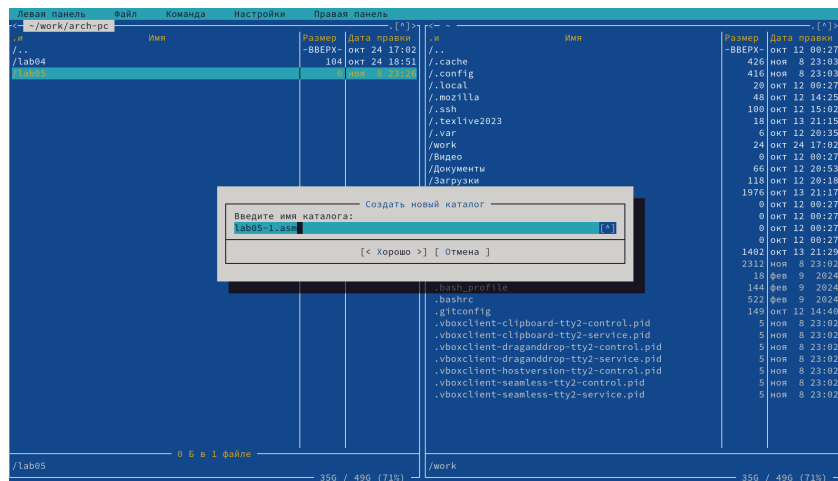 Левая панель Файл Команда Настройки Правая панель
<─ ~/work/arch-pc .[^]>
.и Имя Размер Дата правки
/.. -ВВЕРХ- окт 24 17:02
/lab04 104 окт 24 18:51
/lab05 0 ноя 8 23:26
0 Б в 1 файле
/lab05
35G / 49G (71%)
<─ ~ .[^]>
.и Имя Размер Дата правки
/.. -ВВЕРХ- окт 12 00:27
/.cache 426 ноя 8 23:03
/.config 416 ноя 8 23:03
/.local 20 окт 12 00:27
/.mozilla 48 окт 12 14:25
/.ssh 100 окт 12 15:02
/.texlive2023 18 окт 13 21:15
/.var 6 окт 12 20:35
/work 24 окт 24 17:02
/Видео 0 окт 12 00:27
/Документы 66 окт 12 20:53
/Загрузки 118 окт 12 20:18
1976 окт 13 21:17
0 окт 12 00:27
0 окт 12 00:27
0 окт 12 00:27
0 окт 12 00:27
1402 окт 13 21:29
2312 ноя 8 23:02
18 фев 9 2024
.bash_profile 144 фев 9 2024
.bashrc 522 фев 9 2024
.gitconfig 149 окт 12 14:40
.vboxclient-clipboard-tty2-control.pid 5 ноя 8 23:02
.vboxclient-clipboard-tty2-service.pid 5 ноя 8 23:02
.vboxclient-draganddrop-tty2-control.pid 5 ноя 8 23:02
.vboxclient-draganddrop-tty2-service.pid 5 ноя 8 23:02
.vboxclient-hostversion-tty2-control.pid 5 ноя 8 23:02
.vboxclient-seamless-tty2-control.pid 5 ноя 8 23:02
.vboxclient-seamless-tty2-service.pid 5 ноя 8 23:02
/work
35G / 49G (71%)
Создать новый каталог
Введите имя каталога:
lab05-1.asm [^]
[< Хорошо >] [ Отмена ]